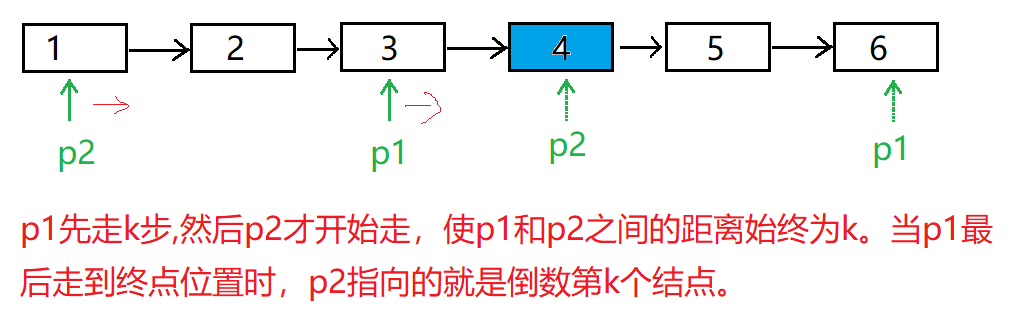 1 2 3 4 5 6
p2 p1 p2 p1
p1先走k步,然后p2才开始走，使p1和p2之间的距离始终为k。当p1最
后走到终点位置时，p2指向的就是倒数第k个结点。